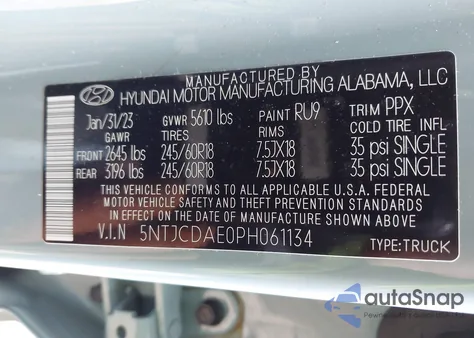 MANUFACTURED BY
HYUNDAI MOTOR MANUFACTURING ALABAMA, LLC
Jan/31/23 GVWR 5610 lbs PAINT RU9 TRIM PPX
GAWR TIRES RIMS COLD TIRE INFL
FRONT 2645 lbs 245/60R18 7.5JX18 35 psi SINGLE
REAR 3196 lbs 245/60R18 7.5JX18 35 psi SINGLE
THIS VEHICLE CONFORMS TO ALL APPLICABLE U.S.A. FEDERAL
MOTOR VEHICLE SAFETY AND THEFT PREVENTION STANDARDS
IN EFFECT ON THE DATE OF MANUFACTURE SHOWN ABOVE.
V.I.N 5NTJCDAE0PH061134 TYPE:TRUCK
autoSnap